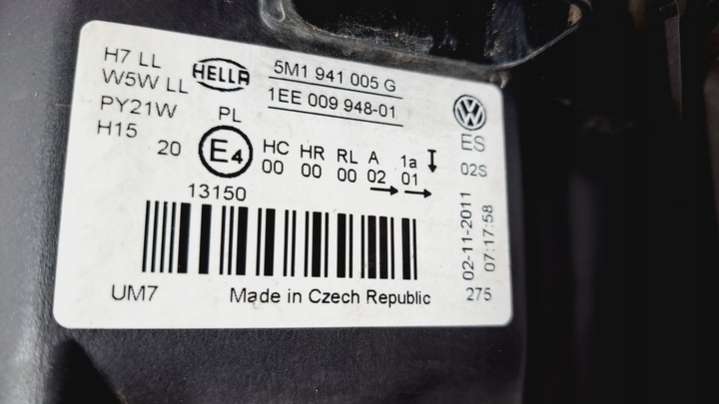 H7 LL
W5W LL
PY21W
H15
HELLA
5M1 941 005 G
1EE 009 948-01
PL
20
E4
HC HR RL A 1a
00 00 00 02 01
13150
UM7
Made in Czech Republic
VW
ES
02S
02-11-2011
07:17:58
275